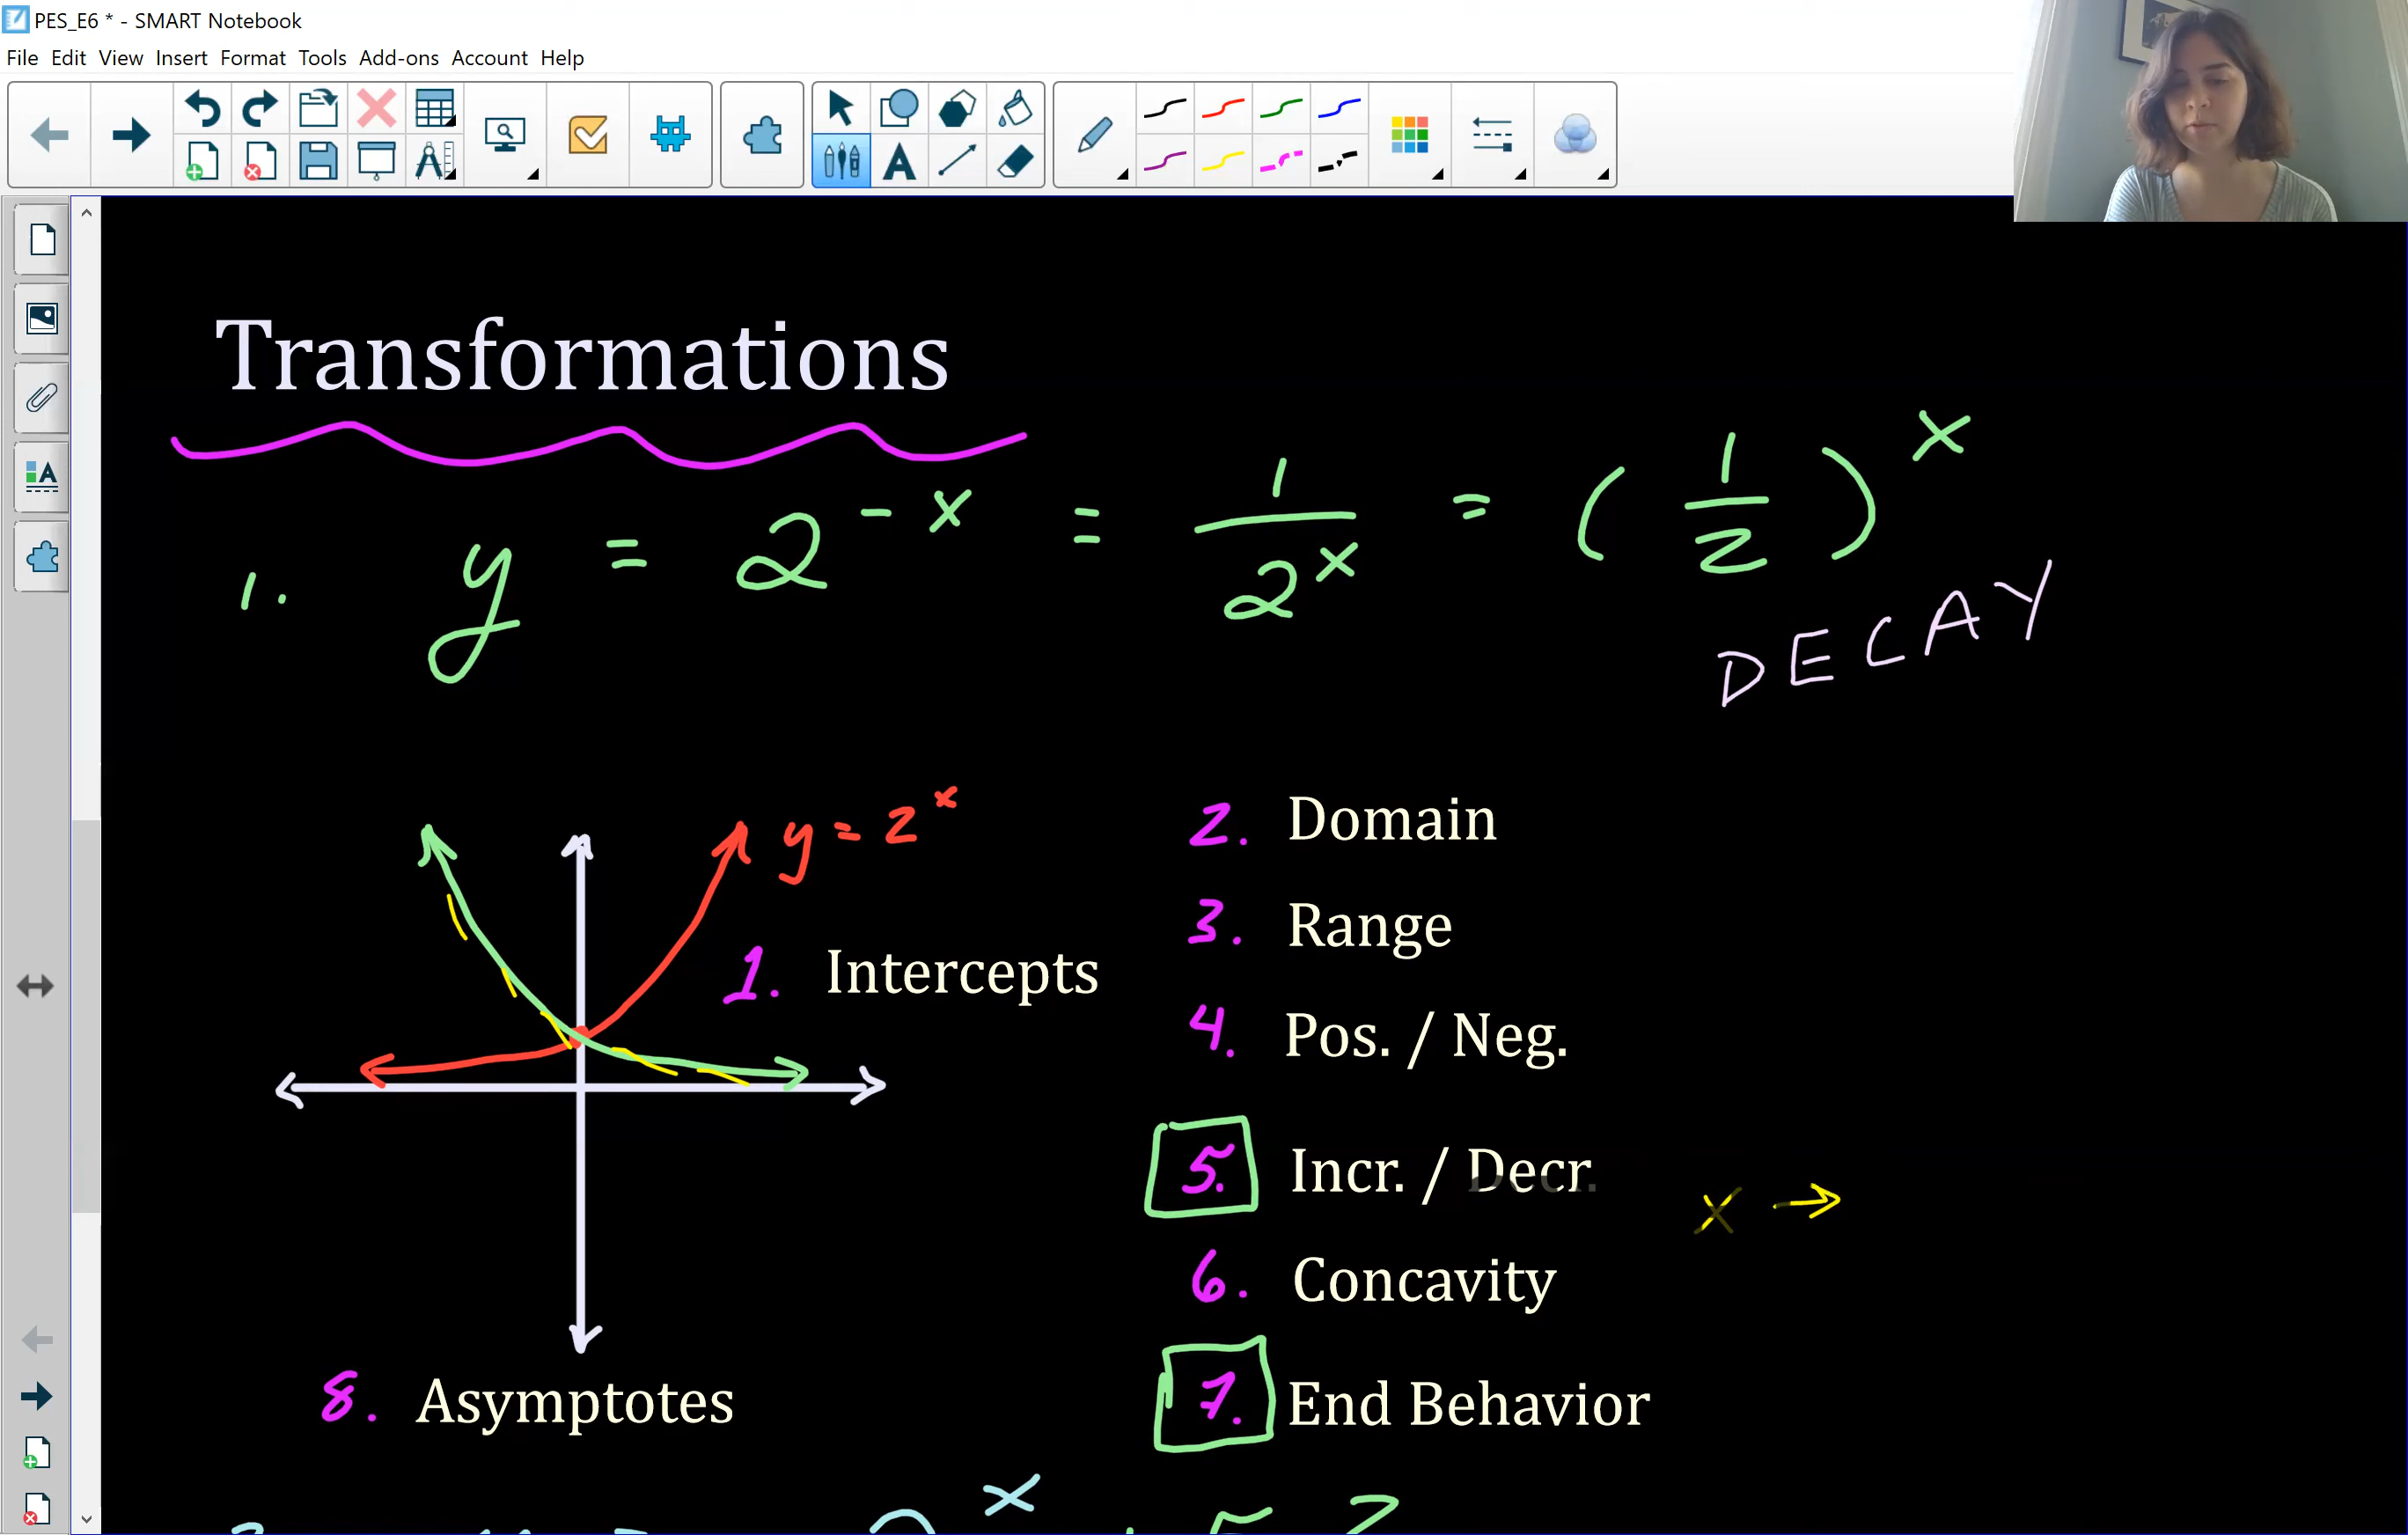 PES_E6 * - SMART Notebook
File Edit View Insert Format Tools Add-ons Account Help
Transformations
1. y = 2^-x = 1/2^x = (1/2)^x
DECAY
y = 2^x
1. Intercepts
2. Domain
3. Range
4. Pos. / Neg.
5. Incr. / Decr.
x →
6. Concavity
7. End Behavior
8. Asymptotes